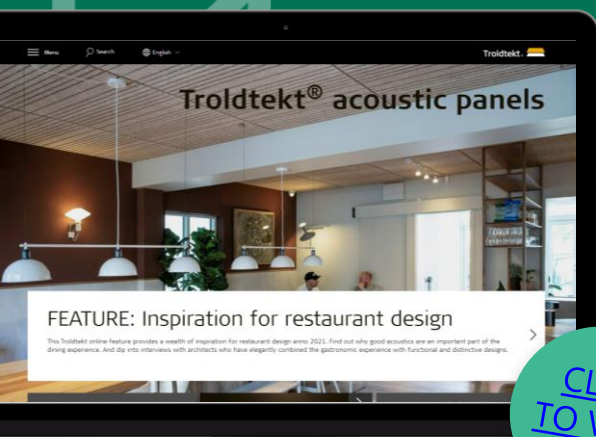 Menu Search English Troldtekt
Troldtekt® acoustic panels
FEATURE: Inspiration for restaurant design
This Troldtekt online feature provides a wealth of inspiration for restaurant design anno 2021. Find out why good acoustics are an important part of the
dining experience. And dip into interviews with architects who have elegantly combined the gastronomic experience with functional and distinctive designs.
TO